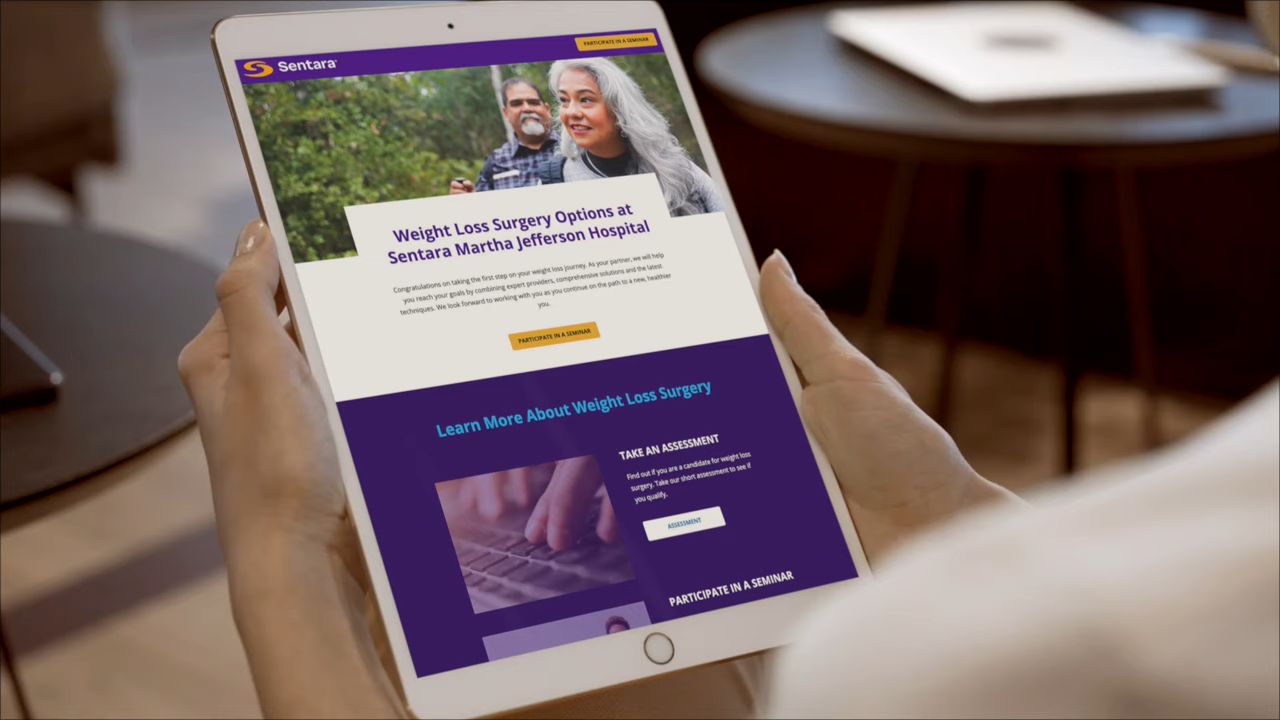 Sentara
PARTICIPATE IN A SEMINAR
Weight Loss Surgery Options at
Sentara Martha Jefferson Hospital
Congratulations on taking the first step on your weight loss journey. As your partner, we will help
you reach your goals by combining expert providers, comprehensive solutions and the latest
techniques. We look forward to working with you as you continue on the path to a new, healthier
you.
PARTICIPATE IN A SEMINAR
Learn More About Weight Loss Surgery
TAKE AN ASSESSMENT
Find out if you are a candidate for weight loss
surgery. Take our short assessment to see if
you qualify.
ASSESSMENT
PARTICIPATE IN A SEMINAR